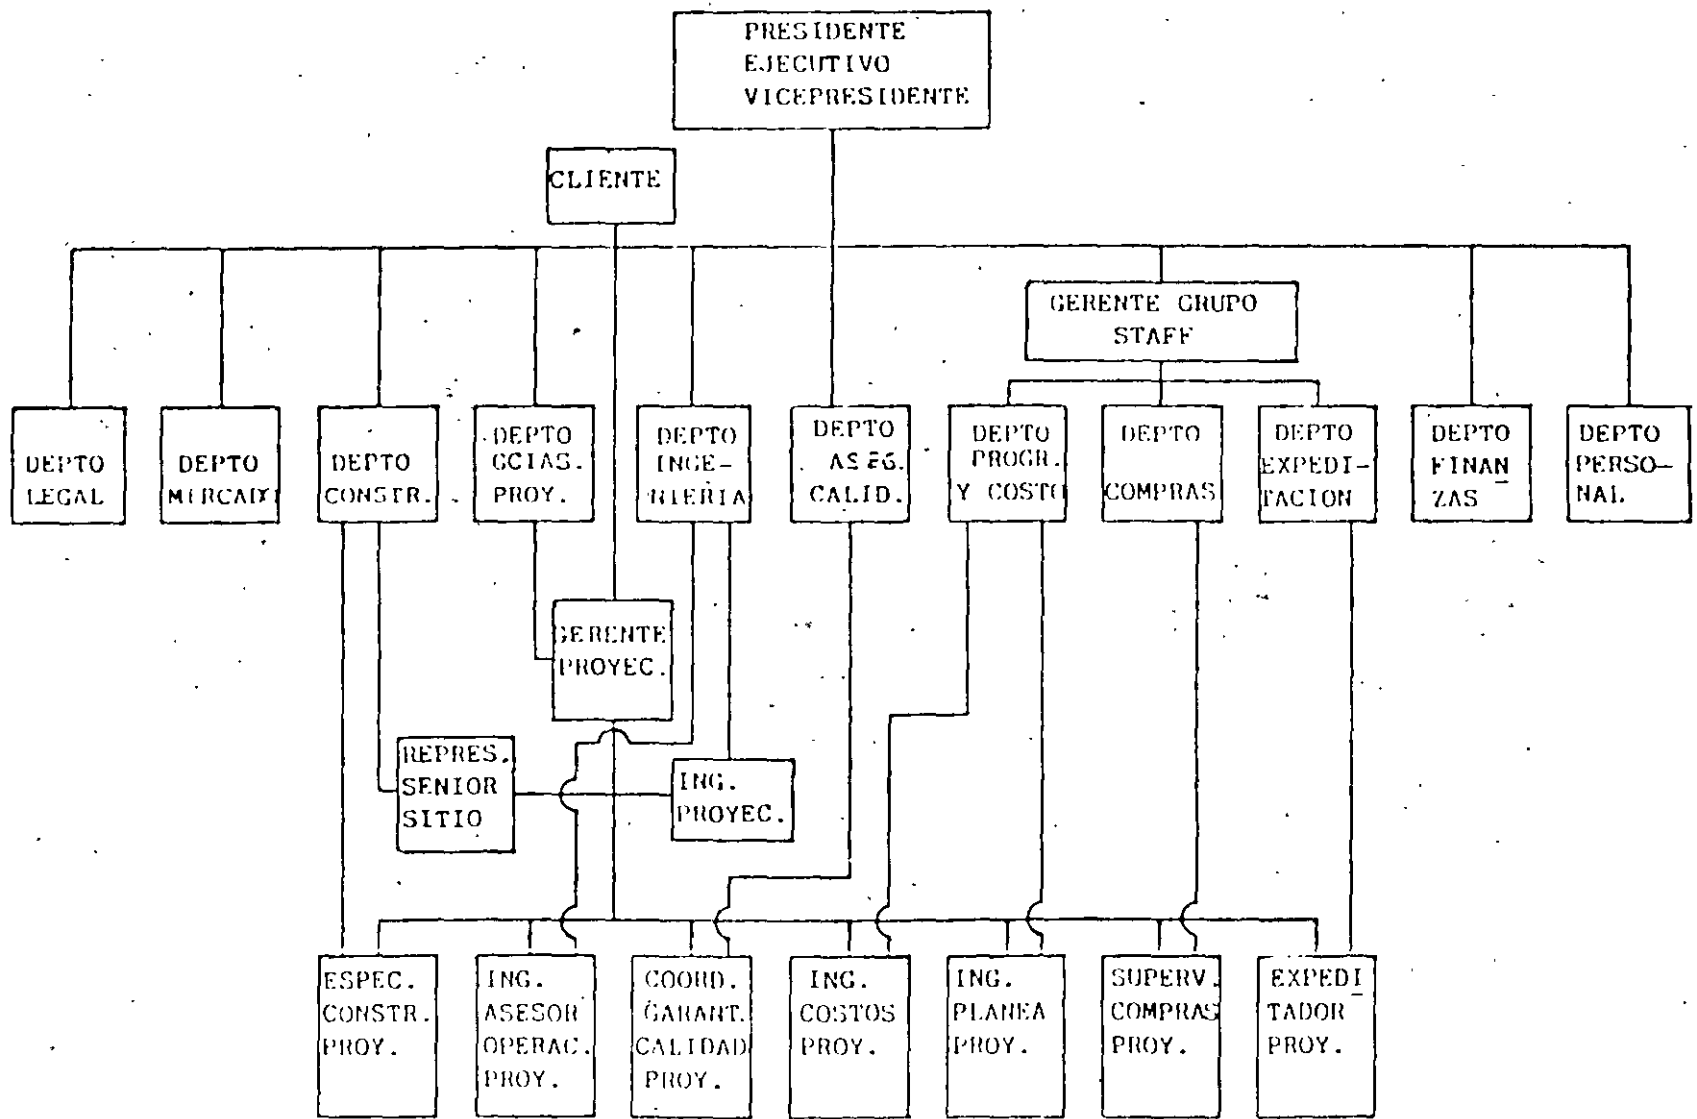 PRESIDENTE
EJECUTIVO
VICEPRESIDENTE
CLIENTE
GERENTE GRUPO
STAFF
DEPTO
LEGAL
DEPTO
DEPTO
CONSTR.
DEPTO
GCIAS.
PROY.
DEPTO
INGE-
NIERIA
DEPTO
ASEG.
CALID.
DEPTO
PROGR.
Y COSTO
DEPTO
COMPRAS
DEPTO
EXPEDI-
TACION
DEPTO
FINAN
ZAS
DEPTO
PERSO-
NAL
GERENTE
PROYEC.
REPRES.
SENIOR
SITIO
ING.
PROYEC.
ESPEC.
CONSTR.
PROY.
ING.
ASESOR
OPERAC.
PROY.
COORD.
GARANT.
CALIDAD
PROY.
ING.
COSTOS
PROY.
ING.
PLANEA
PROY.
SUPERV.
COMPRAS
PROY.
EXPEDI
TADOR
PROY.